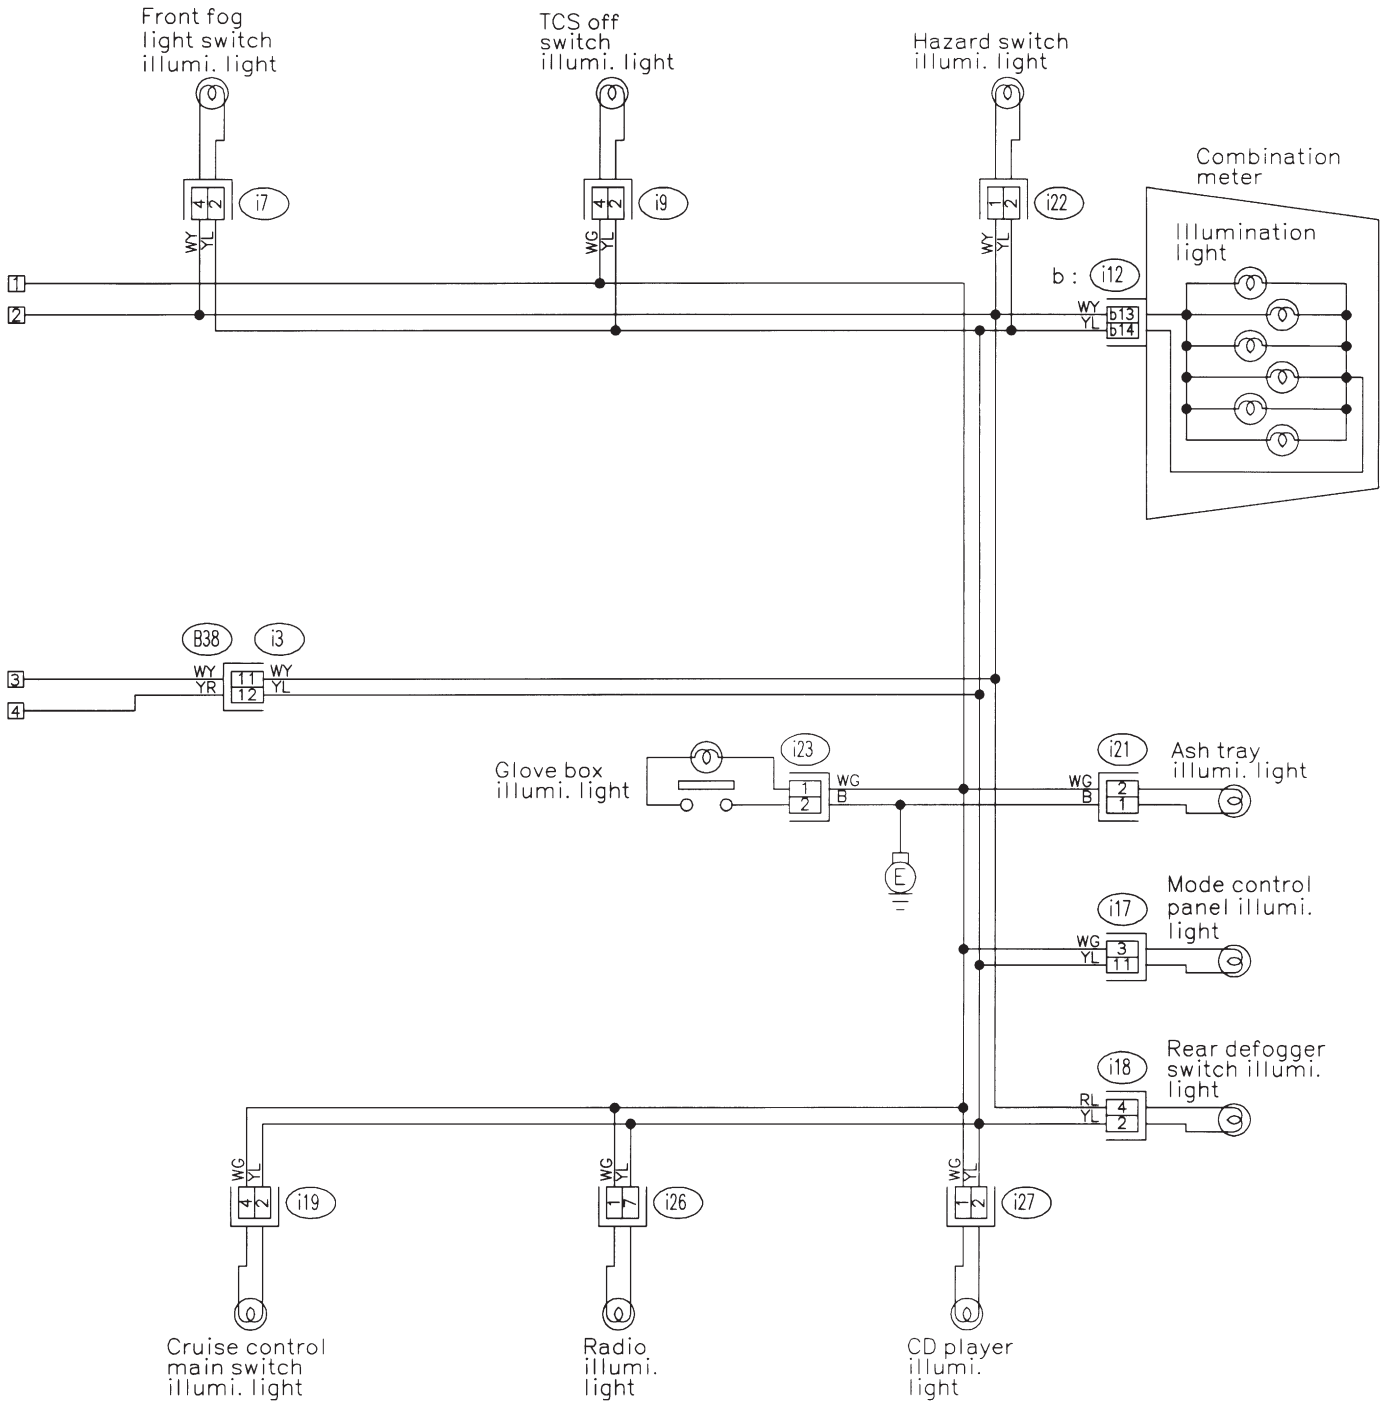 Front fog
light switch
illumi. light
TCS off
switch
illumi. light
Hazard switch
illumi. light
Combination
meter
4 2
i7
4 2
i9
1 2
i22
WY YL
WG YL
WY YL
Illumination
light
b : i12
1
2
WY b13
YL b14
B38 i3
3 WY 11 WY
YR 12 YL
4
Glove box
illumi. light
i23
1 WG
2 B
i21
WG 2
B 1
Ash tray
illumi. light
E
Mode control
panel illumi.
light
i17
WG 3
YL 11
Rear defogger
switch illumi.
light
i18
RL 4
YL 2
WG YL
WG YL
WG YL
4 2
i19
1 7
i26
1 2
i27
Cruise control
main switch
illumi. light
Radio
illumi.
light
CD player
illumi.
light